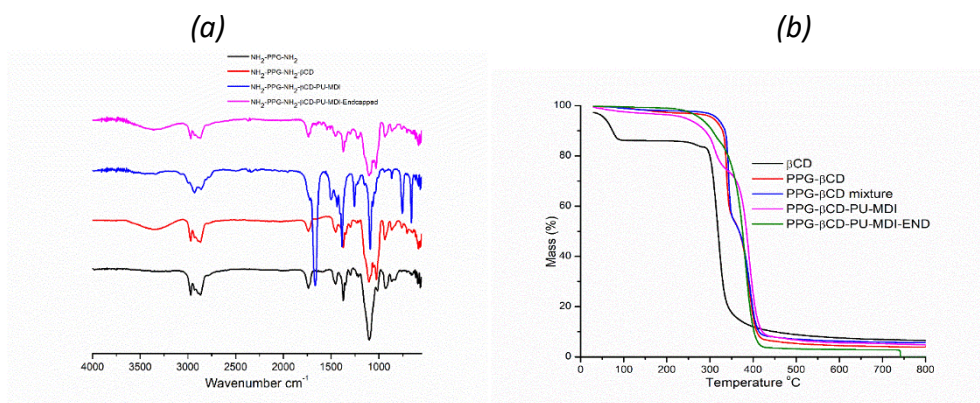 (a)
NH₂-PPG-NH₂
NH₂-PPG-NH₂-βCD
NH₂-PPG-NH₂-βCD-PU-MDI
NH₂-PPG-NH₂-βCD-PU-MDI-Endcapped
4000 3500 3000 2500 2000 1500 1000
Wavenumber cm⁻¹
(b)
100
80
60
40
20
0
Mass (%)
βCD
PPG-βCD
PPG-βCD mixture
PPG-βCD-PU-MDI
PPG-βCD-PU-MDI-END
0 100 200 300 400 500 600 700 800
Temperature °C